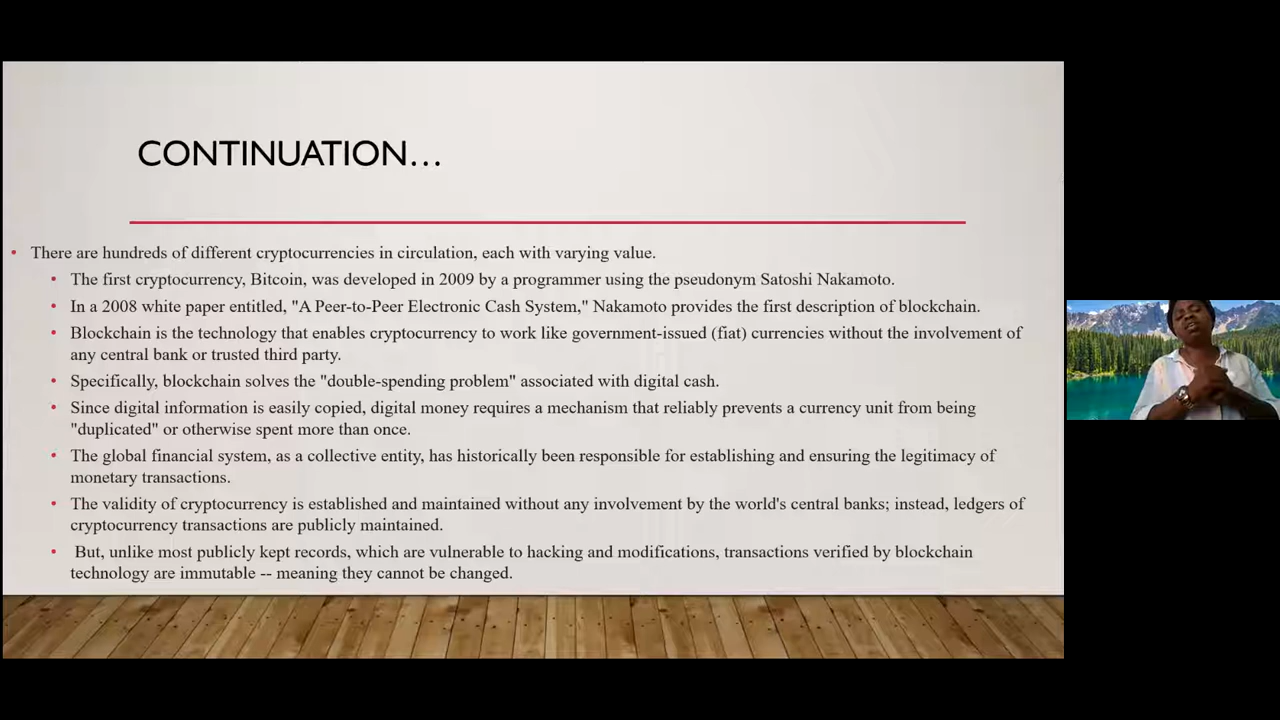 CONTINUATION…
• There are hundreds of different cryptocurrencies in circulation, each with varying value.
• The first cryptocurrency, Bitcoin, was developed in 2009 by a programmer using the pseudonym Satoshi Nakamoto.
• In a 2008 white paper entitled, "A Peer-to-Peer Electronic Cash System," Nakamoto provides the first description of blockchain.
• Blockchain is the technology that enables cryptocurrency to work like government-issued (fiat) currencies without the involvement of
any central bank or trusted third party.
• Specifically, blockchain solves the "double-spending problem" associated with digital cash.
• Since digital information is easily copied, digital money requires a mechanism that reliably prevents a currency unit from being
"duplicated" or otherwise spent more than once.
• The global financial system, as a collective entity, has historically been responsible for establishing and ensuring the legitimacy of
monetary transactions.
• The validity of cryptocurrency is established and maintained without any involvement by the world's central banks; instead, ledgers of
cryptocurrency transactions are publicly maintained.
• But, unlike most publicly kept records, which are vulnerable to hacking and modifications, transactions verified by blockchain
technology are immutable -- meaning they cannot be changed.